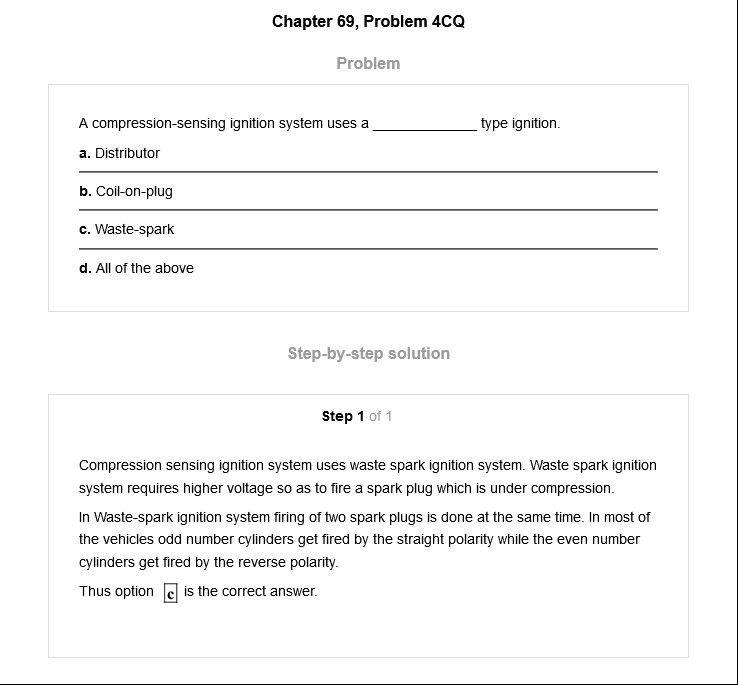 Chapter 69, Problem 4CQ
Problem
A compression-sensing ignition system uses a _____________ type ignition.
a. Distributor
b. Coil-on-plug
c. Waste-spark
d. All of the above
Step-by-step solution
Step 1 of 1
Compression sensing ignition system uses waste spark ignition system. Waste spark ignition
system requires higher voltage so as to fire a spark plug which is under compression.
In Waste-spark ignition system firing of two spark plugs is done at the same time. In most of
the vehicles odd number cylinders get fired by the straight polarity while the even number
cylinders get fired by the reverse polarity.
Thus option c is the correct answer.